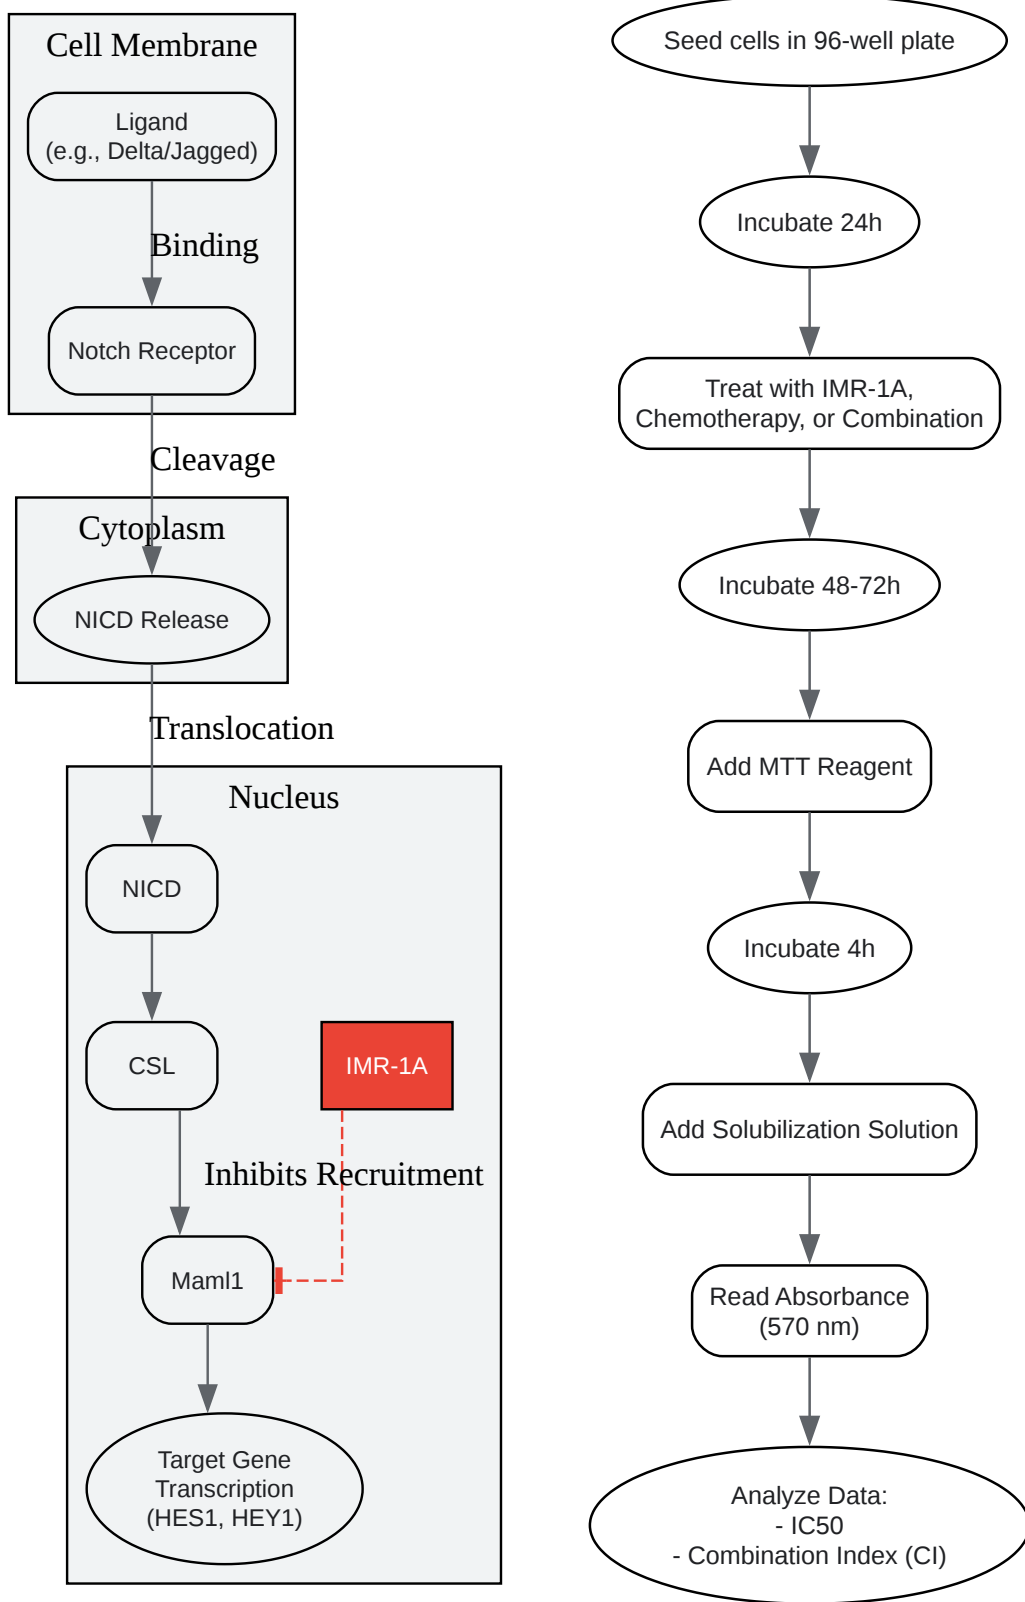 Cell Membrane
Ligand
(e.g., Delta/Jagged)
Binding
Notch Receptor
Cleavage
Cytoplasm
NICD Release
Translocation
Nucleus
NICD
CSL
IMR-1A
Inhibits Recruitment
Maml1
Target Gene
Transcription
(HES1, HEY1)
Seed cells in 96-well plate
Incubate 24h
Treat with IMR-1A,
Chemotherapy, or Combination
Incubate 48-72h
Add MTT Reagent
Incubate 4h
Add Solubilization Solution
Read Absorbance
(570 nm)
Analyze Data:
- IC50
- Combination Index (CI)